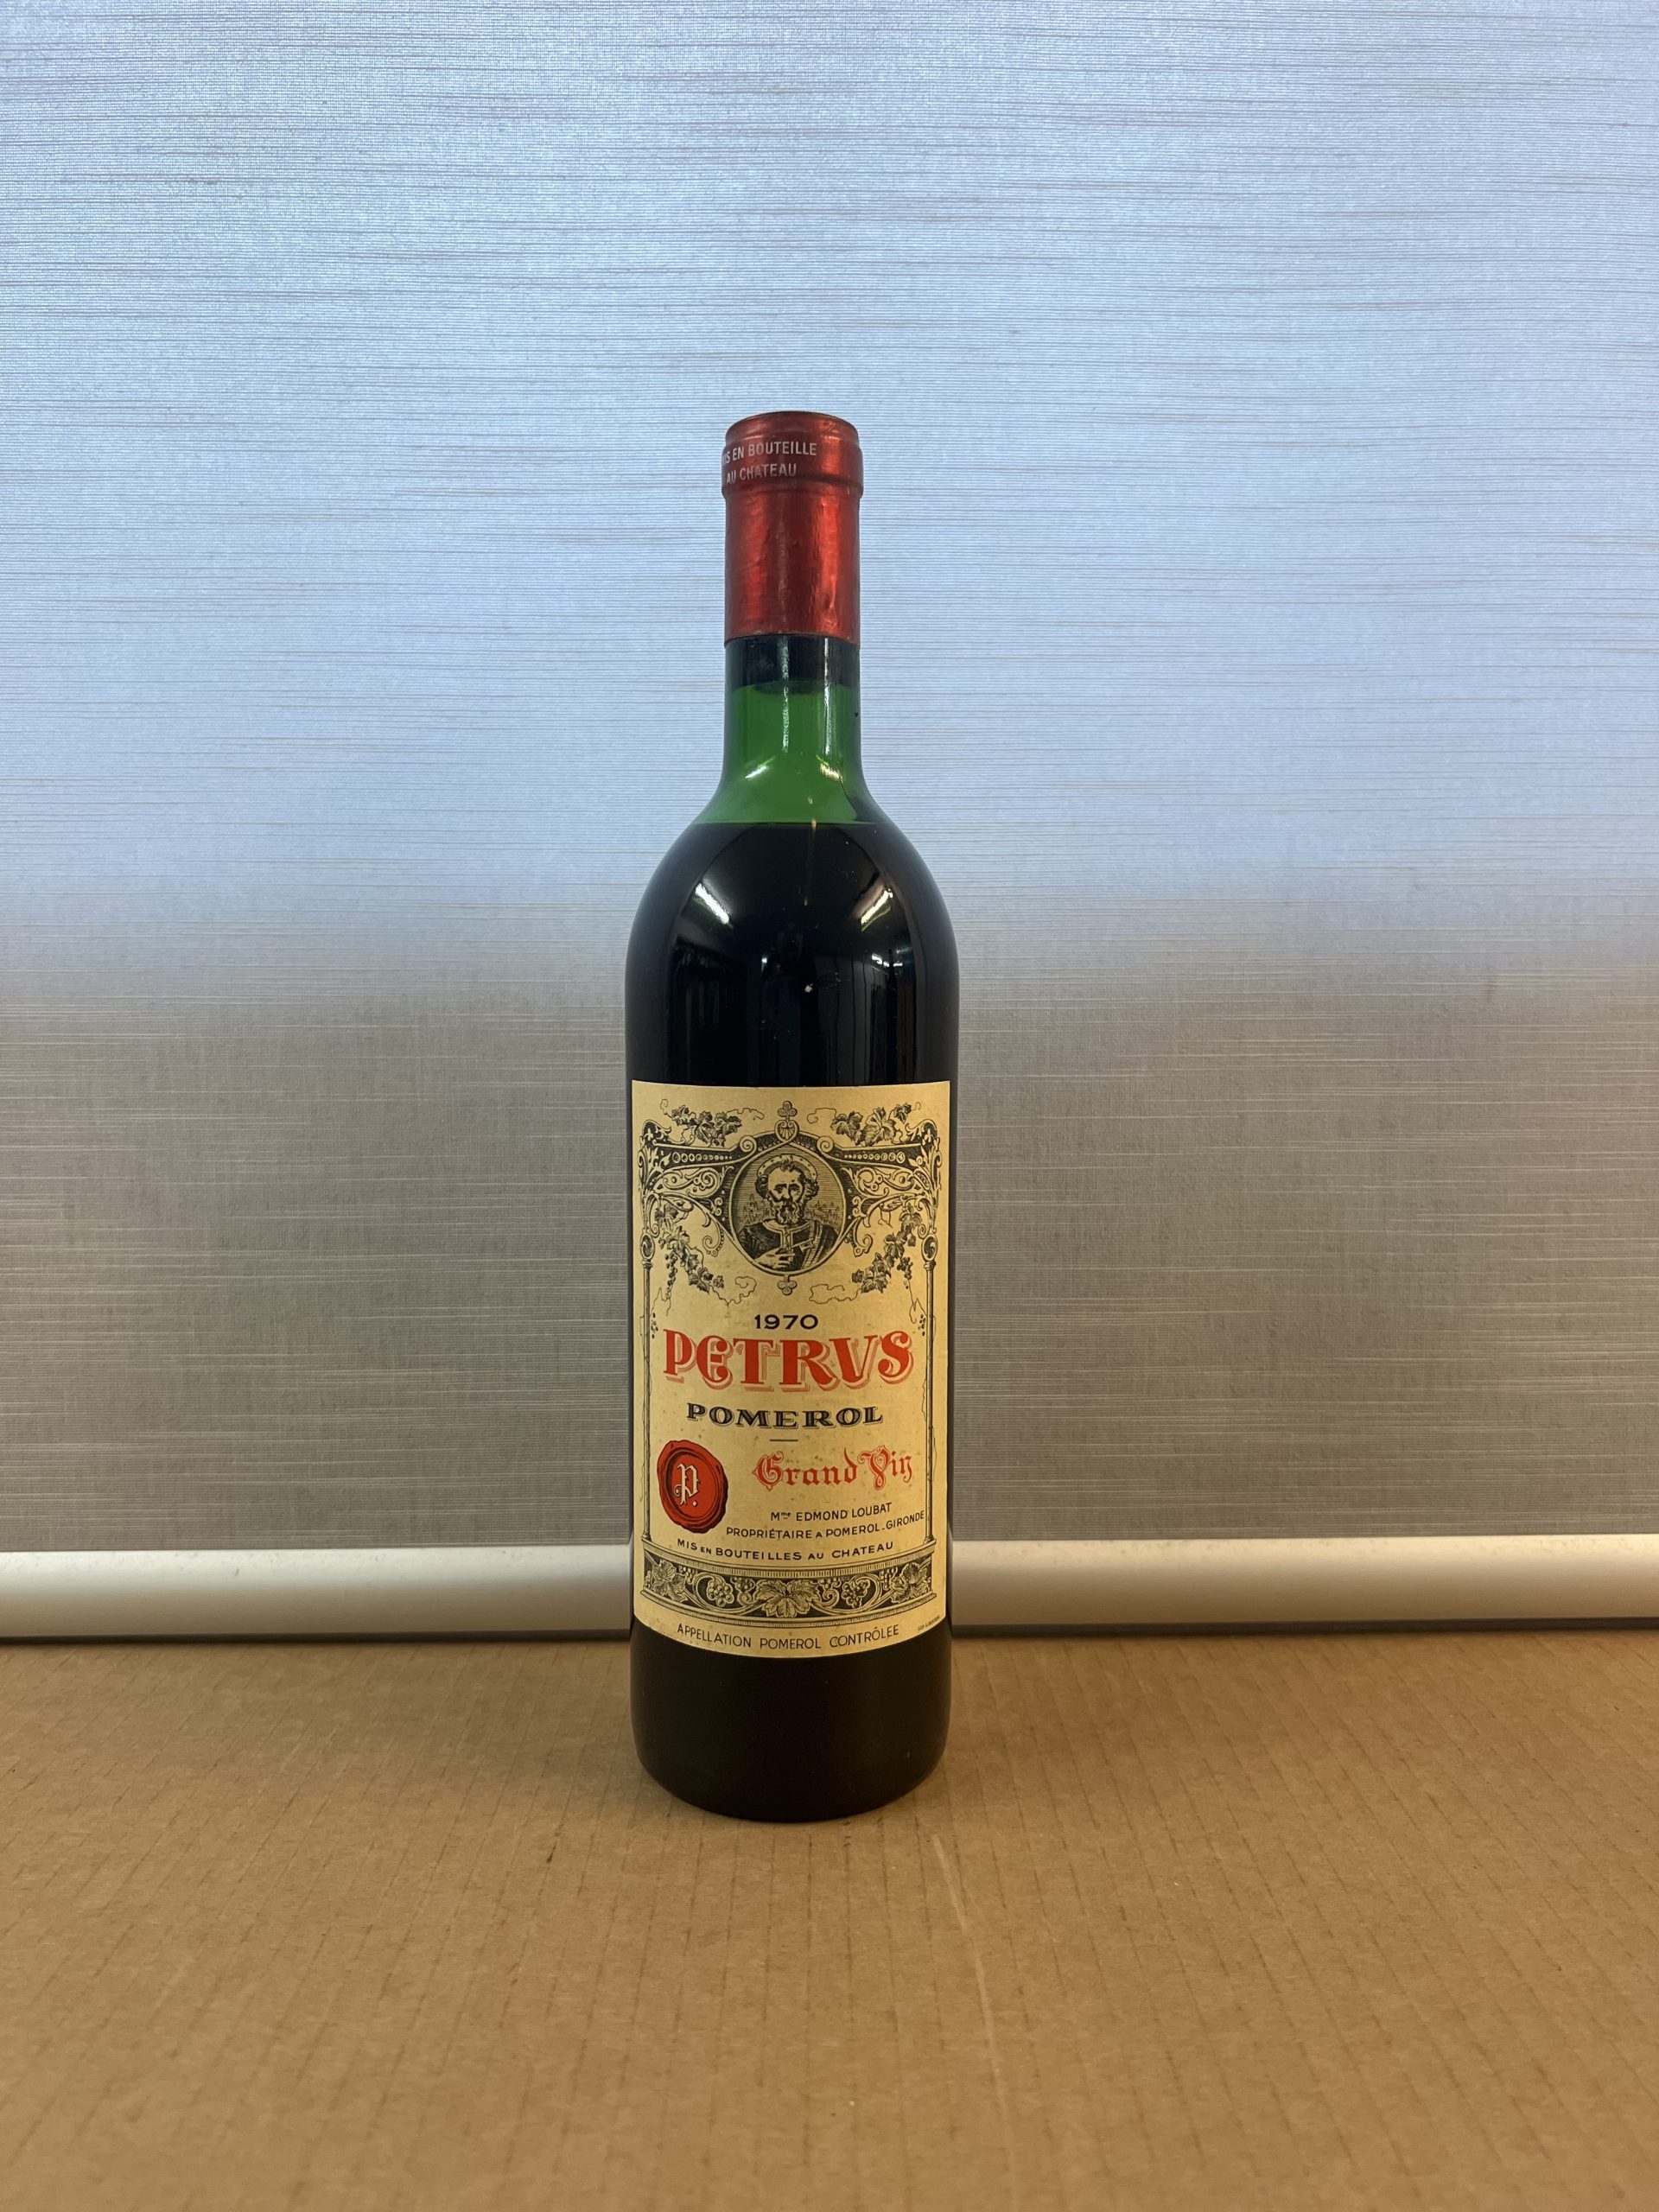 S EN BOUTEILLE
AU CHATEAU
1970
PETRVS
POMEROL
Grand Vin
P.
Mme EDMOND LOUBAT
PROPRIÉTAIRE A POMEROL-GIRONDE
MIS EN BOUTEILLES AU CHATEAU
APPELLATION POMEROL CONTRÔLÉE